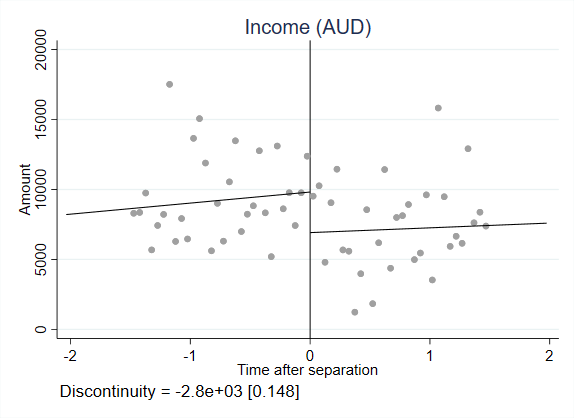 Income (AUD)
Amount
20000
15000
10000
5000
0
-2
-1
0
1
2
Time after separation
Discontinuity = -2.8e+03 [0.148]